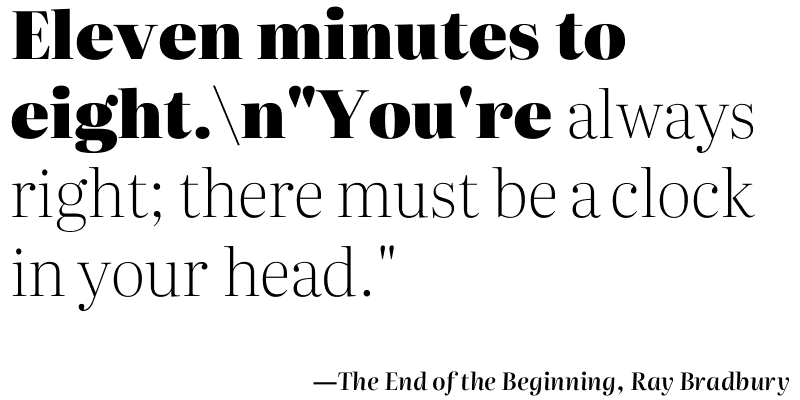 Eleven minutes to
eight.\n"You're always
right; there must be a clock
in your head."
—The End of the Beginning, Ray Bradbury